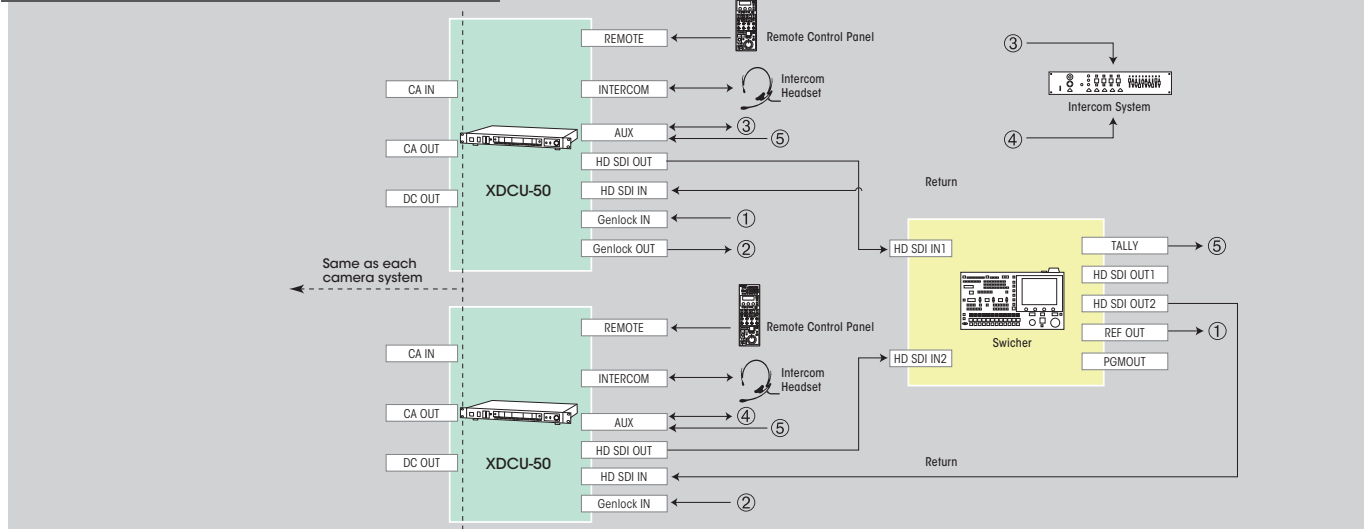 REMOTE
Remote Control Panel
CA IN
INTERCOM
Intercom
Headset
AUX
③
⑤
CA OUT
HD SDI OUT
XDCU-50
HD SDI IN
DC OUT
Genlock IN
①
Genlock OUT
②
③
Intercom System
④
Return
Same as each
camera system
HD SDI IN1
TALLY
⑤
HD SDI OUT1
HD SDI OUT2
REF OUT
①
Swicher
HD SDI IN2
PGMOUT
REMOTE
Remote Control Panel
CA IN
INTERCOM
Intercom
Headset
AUX
④
⑤
CA OUT
HD SDI OUT
XDCU-50
DC OUT
HD SDI IN
Return
Genlock IN
②